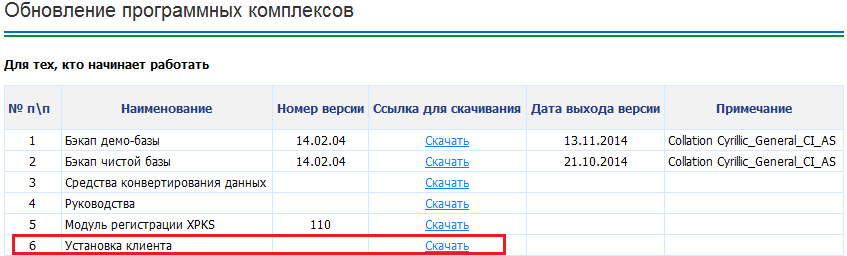 Обновление программных комплексов
Для тех, кто начинает работать
№ п\п Наименование Номер версии Ссылка для скачивания Дата выхода версии Примечание
1 Бэкап демо-базы 14.02.04 Скачать 13.11.2014 Collation Cyrillic_General_CI_AS
2 Бэкап чистой базы 14.02.04 Скачать 21.10.2014 Collation Cyrillic_General_CI_AS
3 Средства конвертирования данных Скачать
4 Руководства Скачать
5 Модуль регистрации XPKS 110 Скачать
6 Установка клиента Скачать